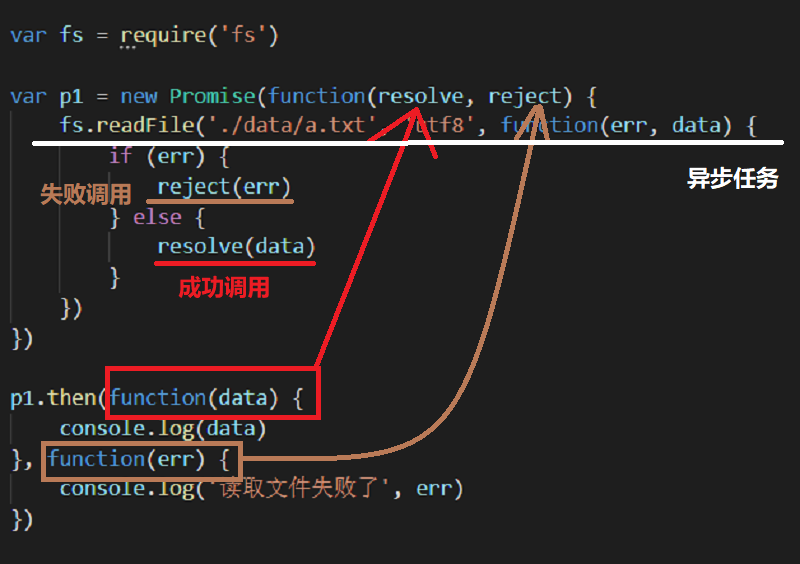 var fs = require('fs')
var p1 = new Promise(function(resolve, reject) {
fs.readFile('./data/a.txt', 'utf8', function(err, data) {
if (err) {
异步任务
失败调用 reject(err)
} else {
resolve(data)
}
成功调用
})
})
p1.then(function(data) {
console.log(data)
}, function(err) {
console.log('读取文件失败了', err)
})